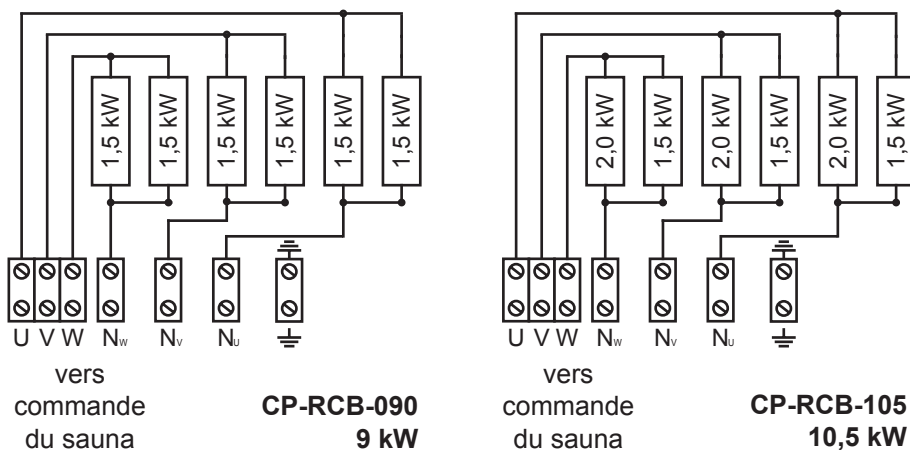 1,5 kW
1,5 kW
1,5 kW
1,5 kW
1,5 kW
1,5 kW
U V W Nw Nv Nu
vers
commande
du sauna
CP-RCB-090
9 kW
2,0 kW
1,5 kW
2,0 kW
1,5 kW
2,0 kW
1,5 kW
U V W Nw Nv Nu
vers
commande
du sauna
CP-RCB-105
10,5 kW